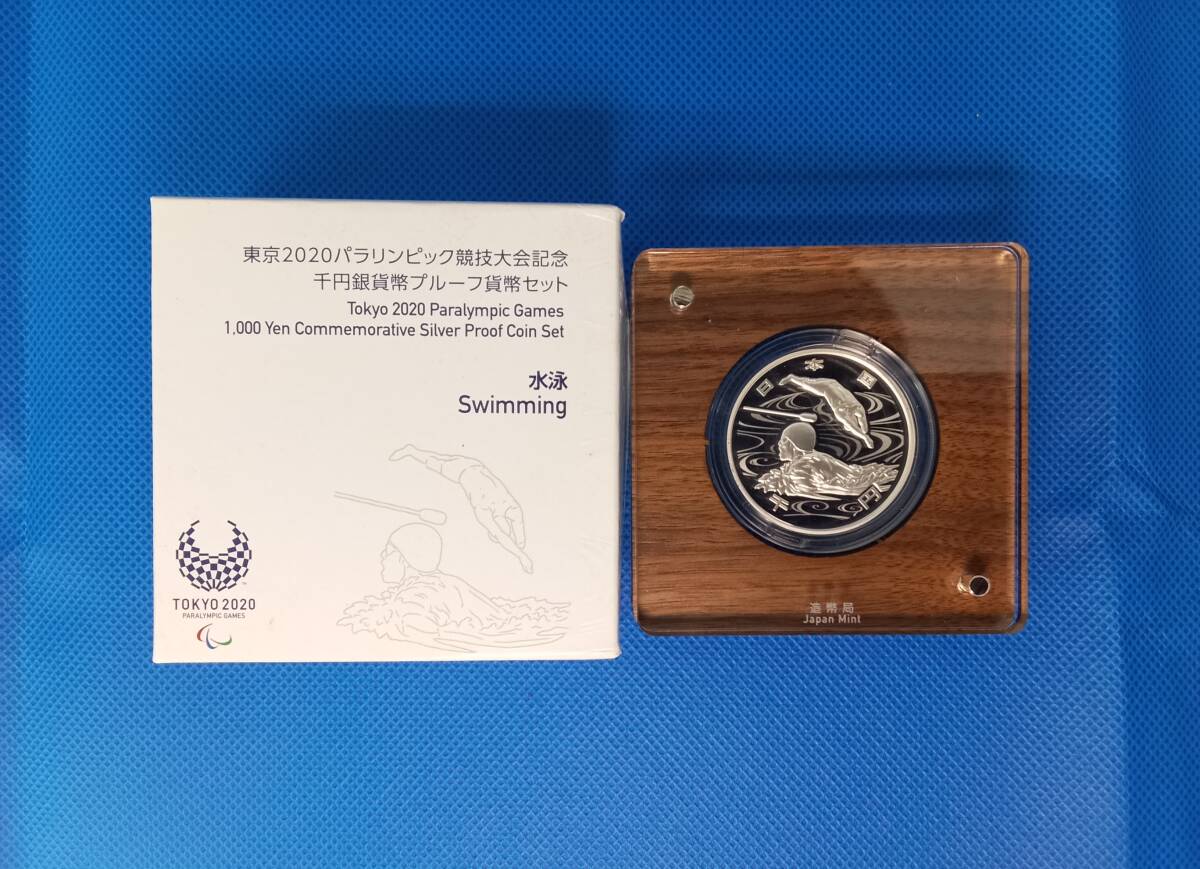 東京2020パラリンピック競技大会記念
千円銀貨幣プルーフ貨幣セット
Tokyo 2020 Paralympic Games
1,000 Yen Commemorative Silver Proof Coin Set
水泳
Swimming
TOKYO 2020
PARALYMPIC GAMES
日本国
千円
造幣局
Japan Mint